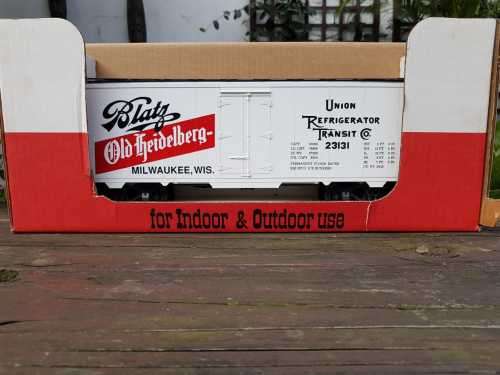 Blatz
Old Heidelberg-
MILWAUKEE, WIS.
UNION
REFRIGERATOR
TRANSIT CO.
23131
for Indoor & Outdoor use